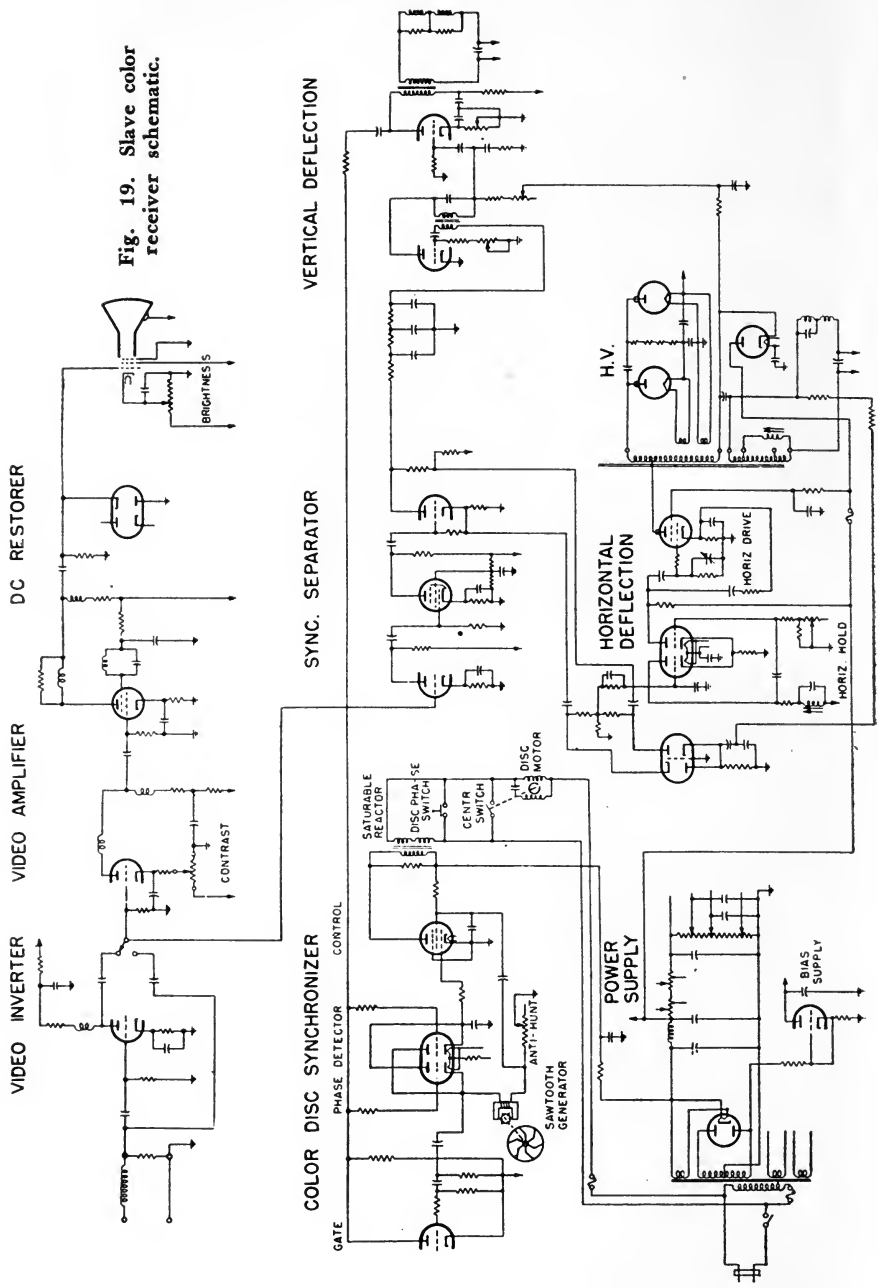 Fig. 19. Slave color
receiver schematic.
VIDEO INVERTER
VIDEO AMPLIFIER
DC RESTORER
CONTRAST
BRIGHTNESS
COLOR DISC SYNCHRONIZER
SYNC. SEPARATOR
VERTICAL DEFLECTION
GATE
PHASE DETECTOR
CONTROL
SATURABLE
REACTOR
DISC PHASE
SWITCH
CENTR
SWITCH
DISC
MOTOR
ANTI-HUNT
SAWTOOTH
GENERATOR
HORIZONTAL
DEFLECTION
HORIZ DRIVE
HORIZ. HOLD
H.V.
POWER
SUPPLY
BIAS
SUPPLY